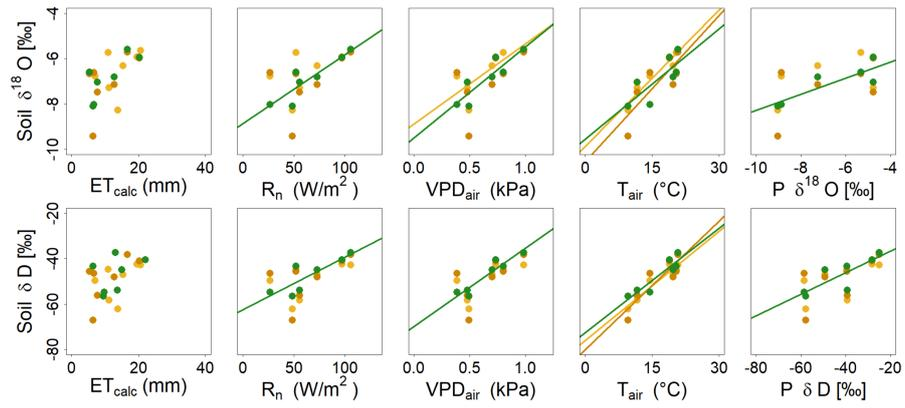 Soil δ¹⁸ O [‰]
-4
-6
-8
-10
0 20 40
ETcalc (mm)
0 50 100
Rn (W/m²)
0.0 0.5 1.0
VPDair (kPa)
0 15 30
Tair (°C)
-10 -8 -6 -4
P δ¹⁸ O [‰]
Soil δ D [‰]
-20
-40
-60
-80
0 20 40
ETcalc (mm)
0 50 100
Rn (W/m²)
0.0 0.5 1.0
VPDair (kPa)
0 15 30
Tair (°C)
-80 -60 -40 -20
P δ D [‰]